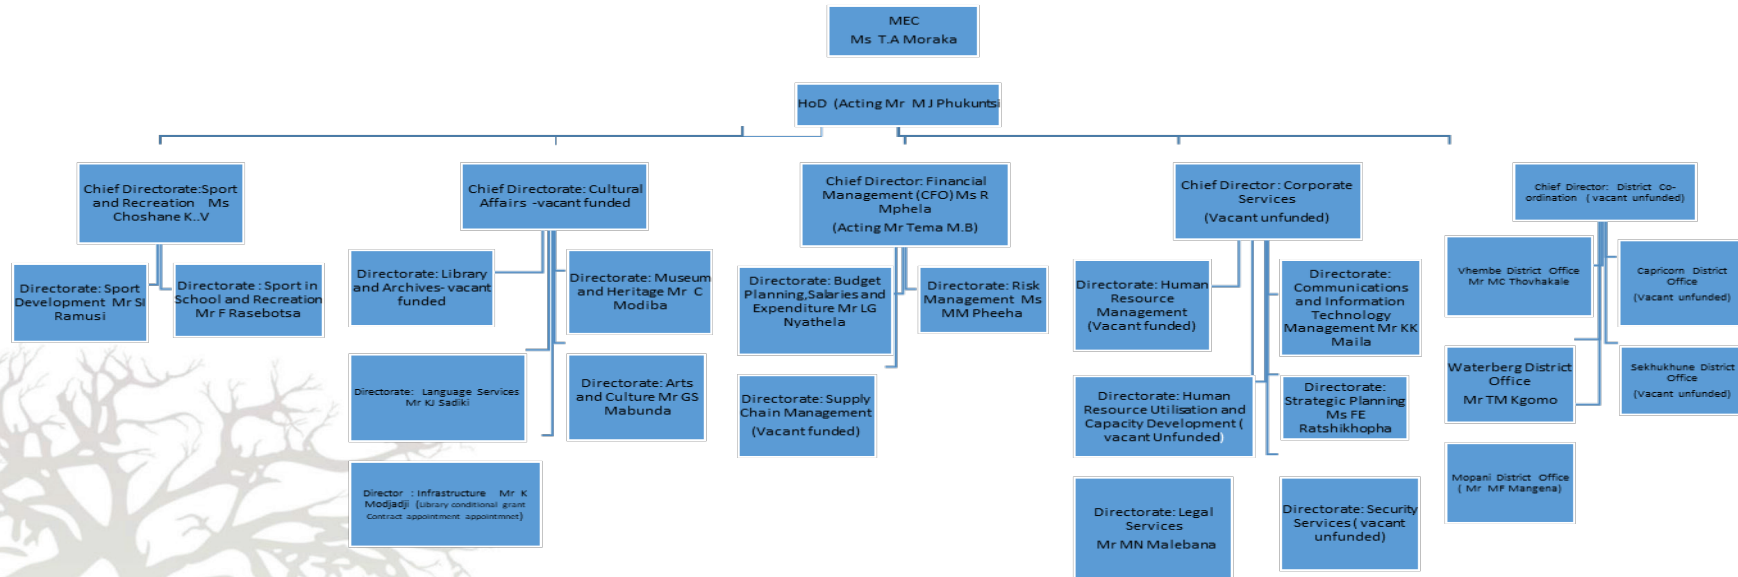 MEC
Ms T.A Moraka
HoD (Acting Mr M J Phukuntsi
Chief Directorate:Sport
and Recreation Ms
Choshane K..V
Directorate: Sport
Development Mr SI
Ramusi
Directorate : Sport in
School and Recreation
Mr F Rasebotsa
Chief Directorate: Cultural
Affairs -vacant funded
Directorate: Library
and Archives- vacant
funded
Directorate: Museum
and Heritage Mr C
Modiba
Directorate: Language Services
Mr KJ Sadiki
Directorate: Arts
and Culture Mr GS
Mabunda
Director : Infrastructure Mr K
Modjadji (Library conditional grant
Contract appointment appointmnet)
Chief Director: Financial
Management (CFO) Ms R
Mphela
(Acting Mr Tema M.B)
Directorate: Budget
Planning,Salaries and
Expenditure Mr LG
Nyathela
Directorate: Risk
Management Ms
MM Pheeha
Directorate: Supply
Chain Management
(Vacant funded)
Chief Director : Corporate
Services
(Vacant unfunded)
Directorate: Human
Resource
Management
(Vacant funded)
Directorate:
Communications
and Information
Technology
Management Mr KK
Maila
Directorate: Human
Resource Utilisation and
Capacity Development (
vacant Unfunded)
Directorate:
Strategic Planning
Ms FE
Ratshikhopha
Directorate: Legal
Services
Mr MN Malebana
Directorate: Security
Services ( vacant
unfunded)
Chief Director: District Co-
ordination ( vacant unfunded)
Vhembe District Office
Mr MC Thovhakale
Capricorn District
Office
(Vacant unfunded)
Waterberg District
Office
Mr TM Kgomo
Sekhukhune District
Office
(Vacant unfunded)
Mopani District Office
( Mr MF Mangena)